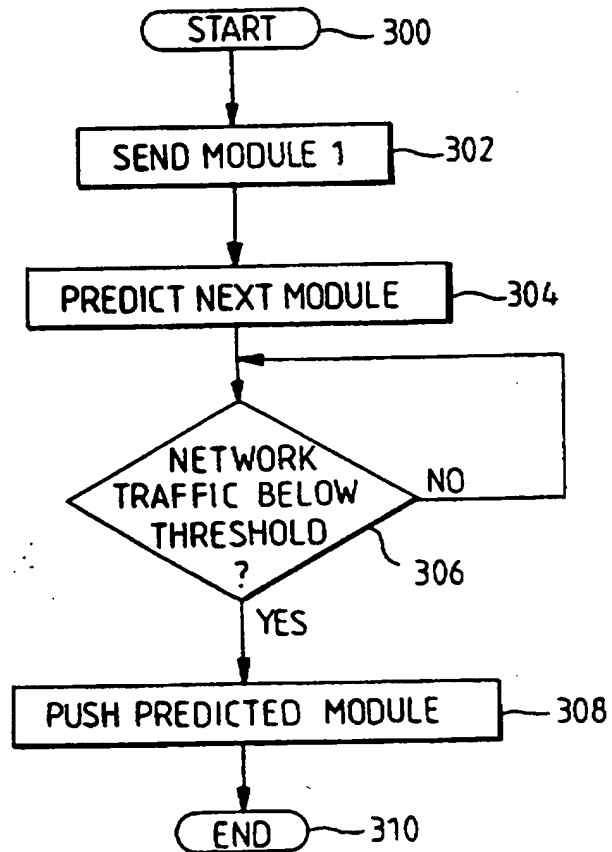 START
300
SEND MODULE 1
302
PREDICT NEXT MODULE
304
NETWORK
TRAFFIC BELOW
THRESHOLD
?
NO
306
YES
PUSH PREDICTED MODULE
308
END
310